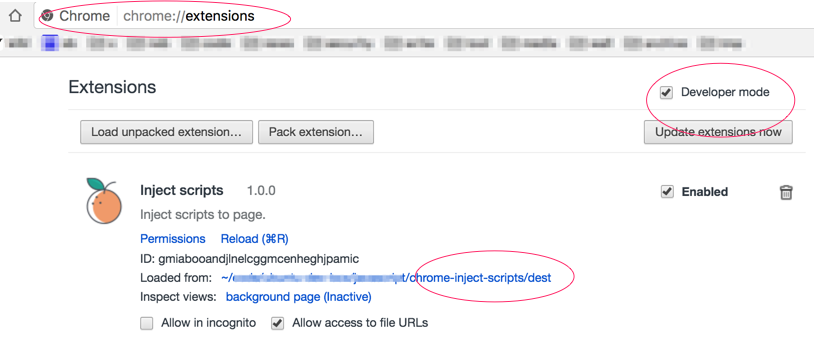 Chrome chrome://extensions
Extensions
Developer mode
Load unpacked extension... Pack extension... Update extensions now
Inject scripts 1.0.0 Enabled
Inject scripts to page.
Permissions Reload (⌘R)
ID: gmiabooandjlnelcggmcenheghjpamic
Loaded from: ~/ /chrome-inject-scripts/dest
Inspect views: background page (Inactive)
Allow in incognito Allow access to file URLs